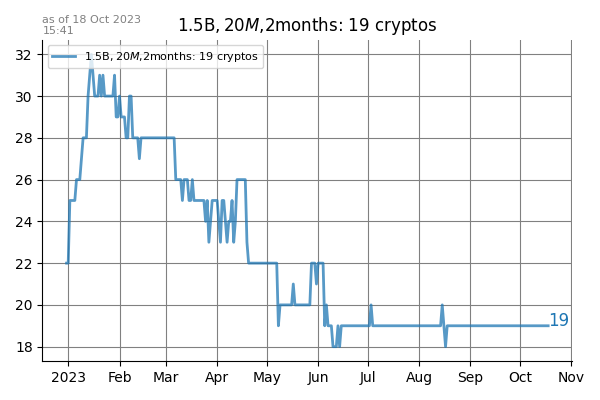 as of 18 Oct 2023
15:41
1.5B, 20M,2months: 19 cryptos
1.5B, 20M,2months: 19 cryptos
32
30
28
26
24
22
20
18
19
2023 Feb Mar Apr May Jun Jul Aug Sep Oct Nov